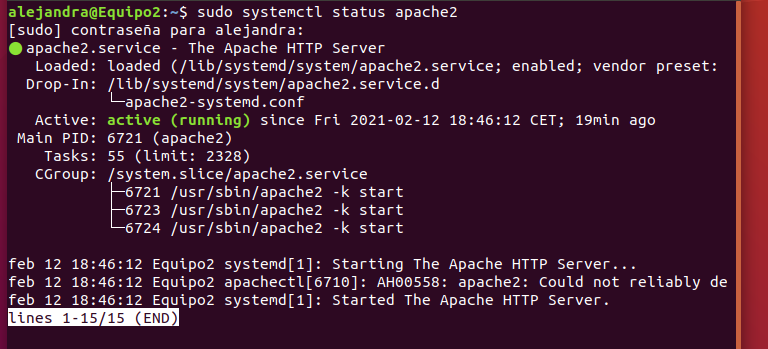 alejandra@Equipo2:~$ sudo systemctl status apache2
[sudo] contraseña para alejandra:
● apache2.service - The Apache HTTP Server
   Loaded: loaded (/lib/systemd/system/apache2.service; enabled; vendor preset:
  Drop-In: /lib/systemd/system/apache2.service.d
           └─apache2-systemd.conf
   Active: active (running) since Fri 2021-02-12 18:46:12 CET; 19min ago
 Main PID: 6721 (apache2)
    Tasks: 55 (limit: 2328)
   CGroup: /system.slice/apache2.service
           ├─6721 /usr/sbin/apache2 -k start
           ├─6723 /usr/sbin/apache2 -k start
           └─6724 /usr/sbin/apache2 -k start

feb 12 18:46:12 Equipo2 systemd[1]: Starting The Apache HTTP Server...
feb 12 18:46:12 Equipo2 apachectl[6710]: AH00558: apache2: Could not reliably de
feb 12 18:46:12 Equipo2 systemd[1]: Started The Apache HTTP Server.
lines 1-15/15 (END)